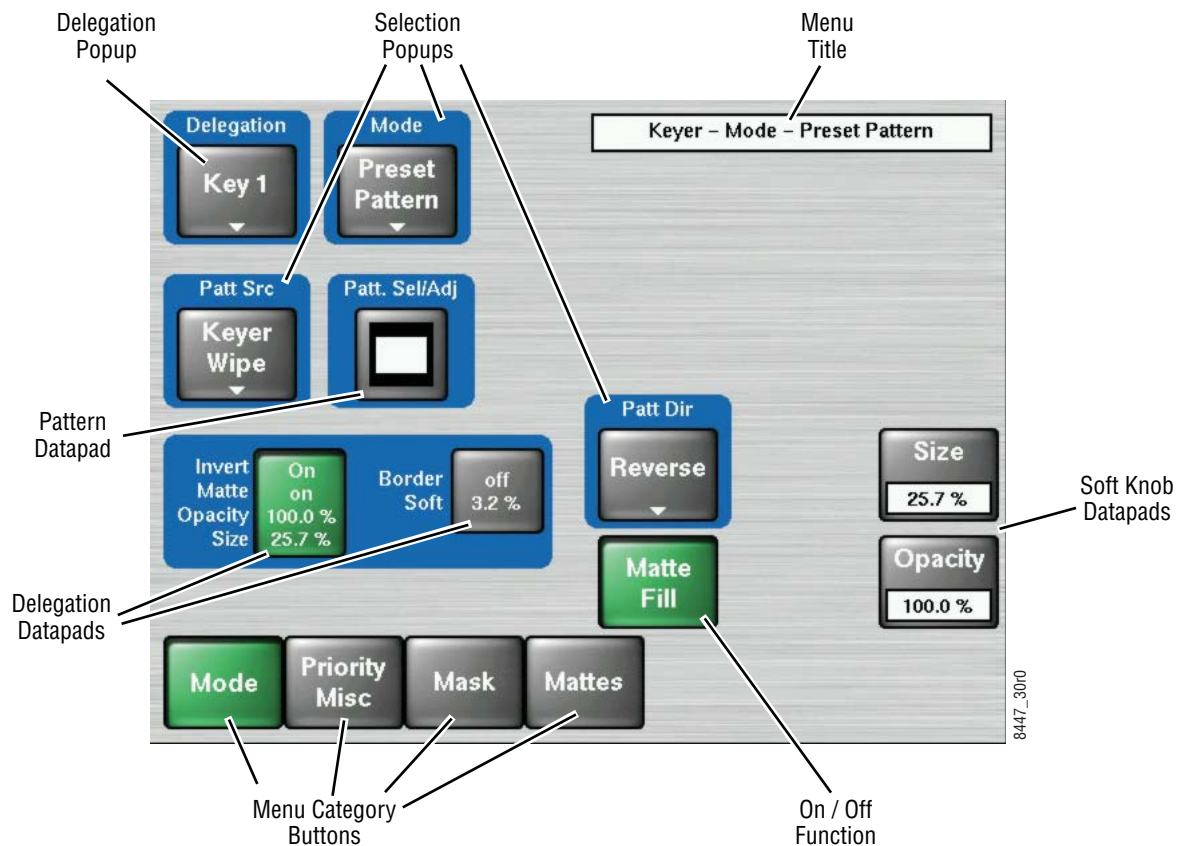 Delegation
Popup
Selection
Popups
Menu
Title
Delegation
Mode
Keyer – Mode – Preset Pattern
Key 1
Preset
Pattern
Patt Src
Patt. Sel/Adj
Keyer
Wipe
Pattern
Datapad
Patt Dir
Reverse
Size
25.7 %
Soft Knob
Datapads
Invert
Matte
Opacity
Size
On
on
100.0 %
25.7 %
Border
Soft
off
3.2 %
Matte
Fill
Opacity
100.0 %
Delegation
Datapads
Mode
Priority
Misc
Mask
Mattes
8447_30r0
Menu Category
Buttons
On / Off
Function